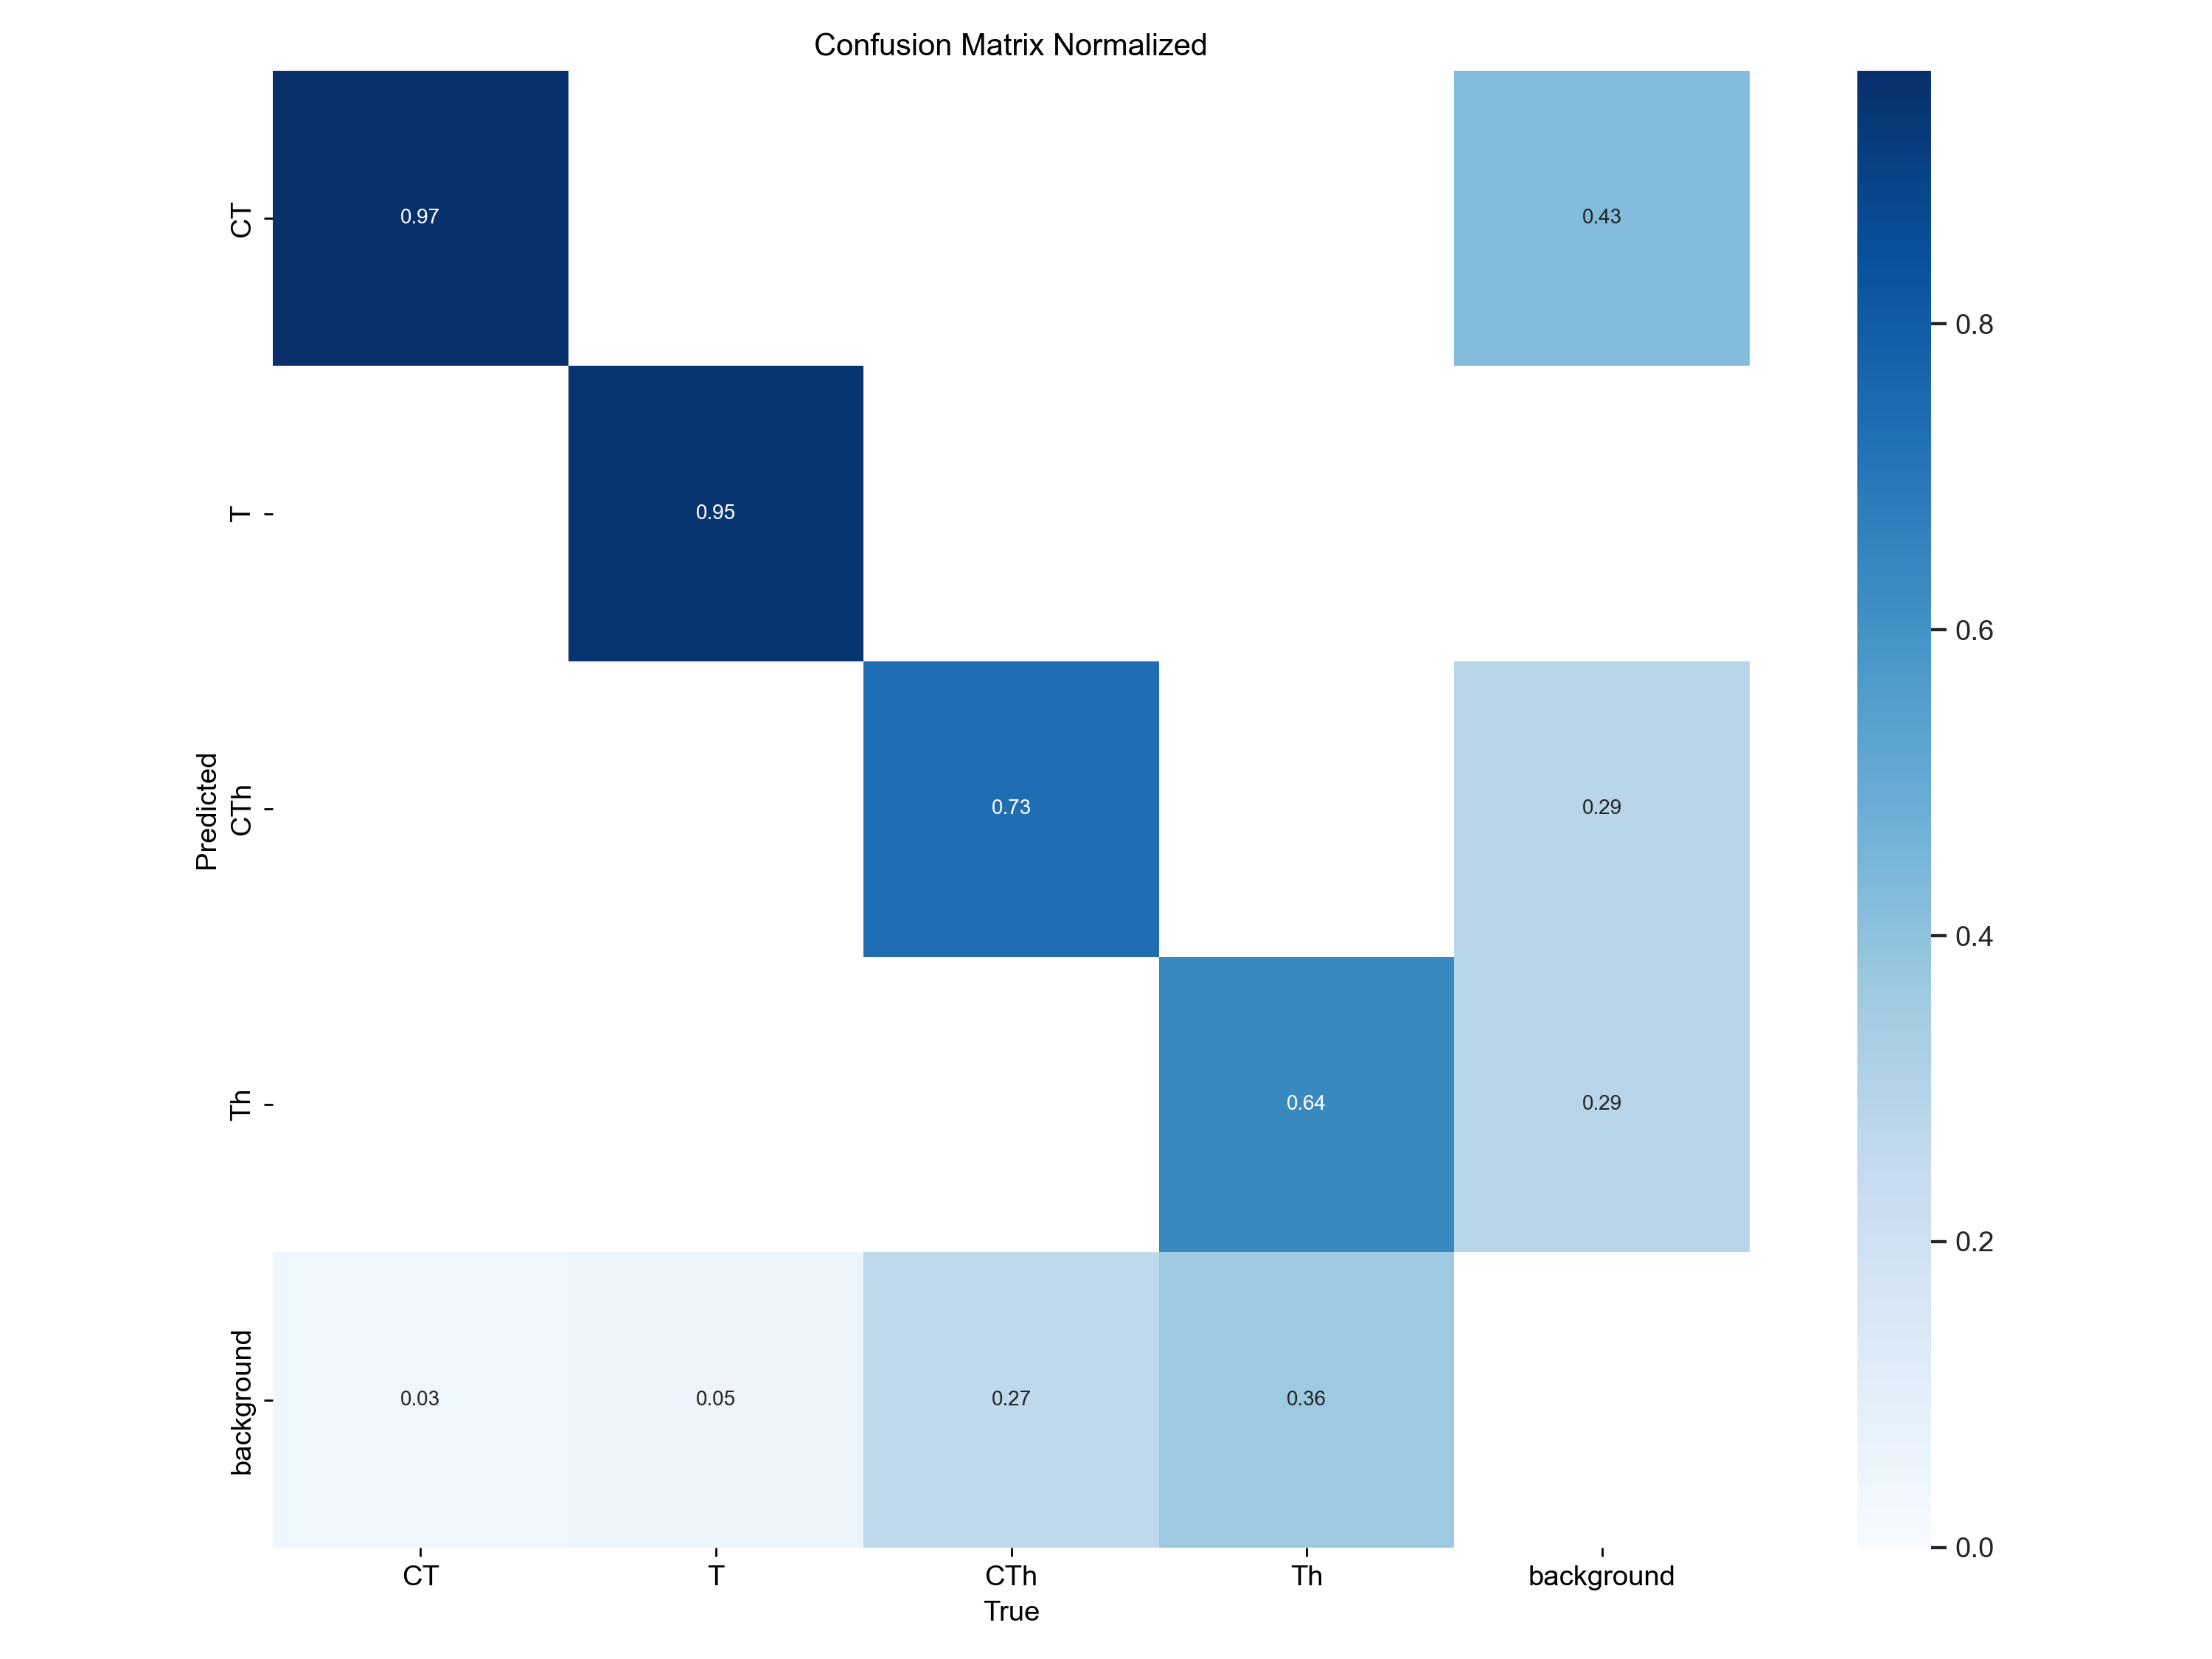 Confusion Matrix Normalized
CT
0.97
0.43
T
0.95
Predicted
CTh
0.73
0.29
Th
0.64
0.29
background
0.03
0.05
0.27
0.36
CT
T
CTh
Th
background
True
0.8
0.6
0.4
0.2
0.0